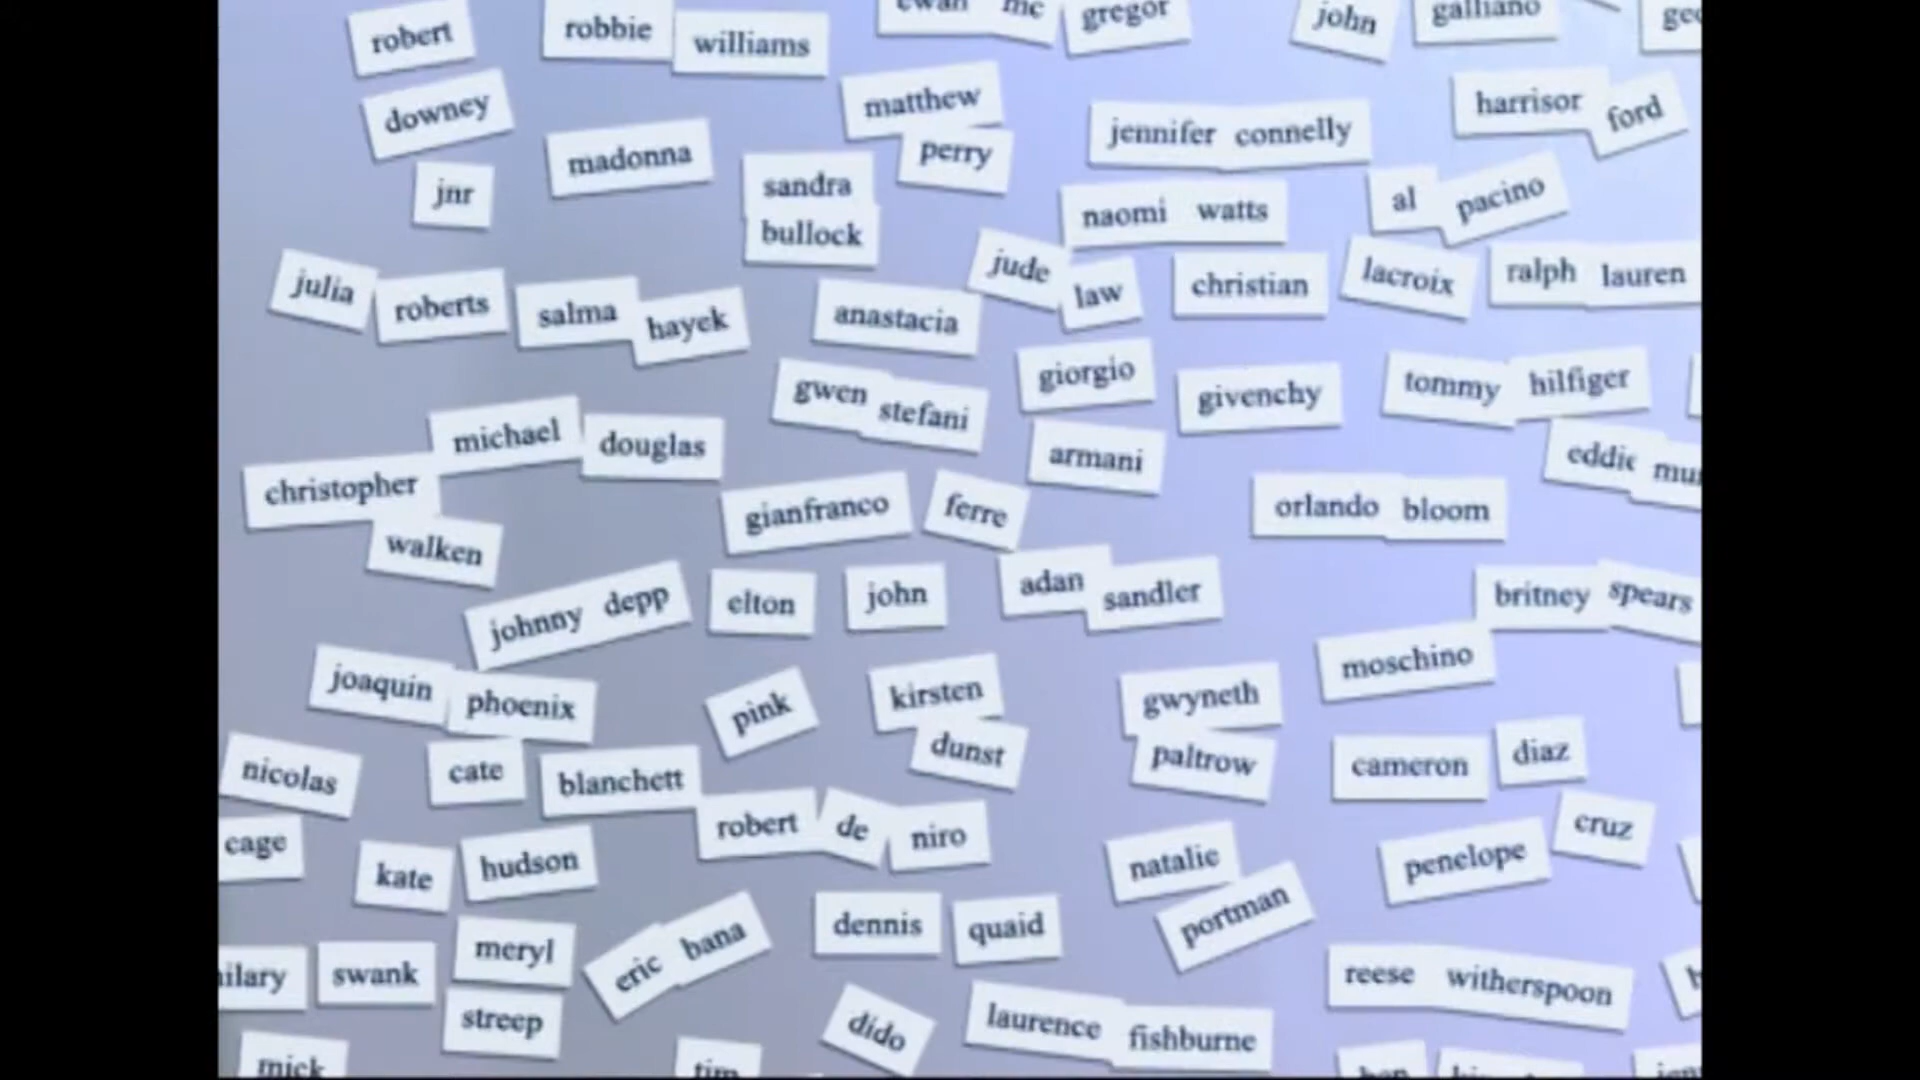 robert
robbie williams
mc gregor
john galliano
downey
matthew
harrisor ford
madonna
perry
jennifer connelly
jnr
sandra
bullock
naomi watts
al pacino
julia roberts
salma hayek
anastacia
jude law
christian lacroix
ralph lauren
gwen stefani
giorgio
givenchy
tommy hilfiger
michael douglas
armani
eddie
christopher
walken
gianfranco ferre
orlando bloom
johnny depp
elton john
adan sandler
britney spears
joaquin phoenix
pink
kirsten
dunst
gwyneth
paltrow
moschino
nicolas
cage
cate blanchett
cameron diaz
robert de niro
kate hudson
natalie
portman
penelope cruz
swank
meryl
streep
eric bana
dennis quaid
reese witherspoon
dido
laurence fishburne
mick
tim